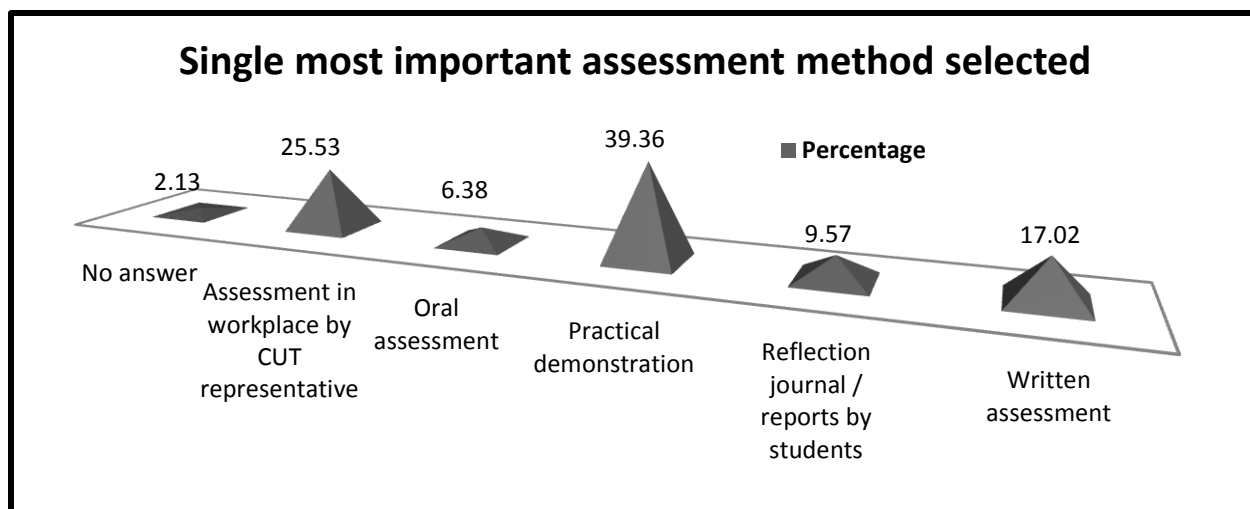 Single most important assessment method selected
39.36
Percentage
25.53
2.13
6.38
9.57
17.02
No answer
Assessment in
workplace by
CUT
representative
Oral
assessment
Practical
demonstration
Reflection
journal /
reports by
students
Written
assessment